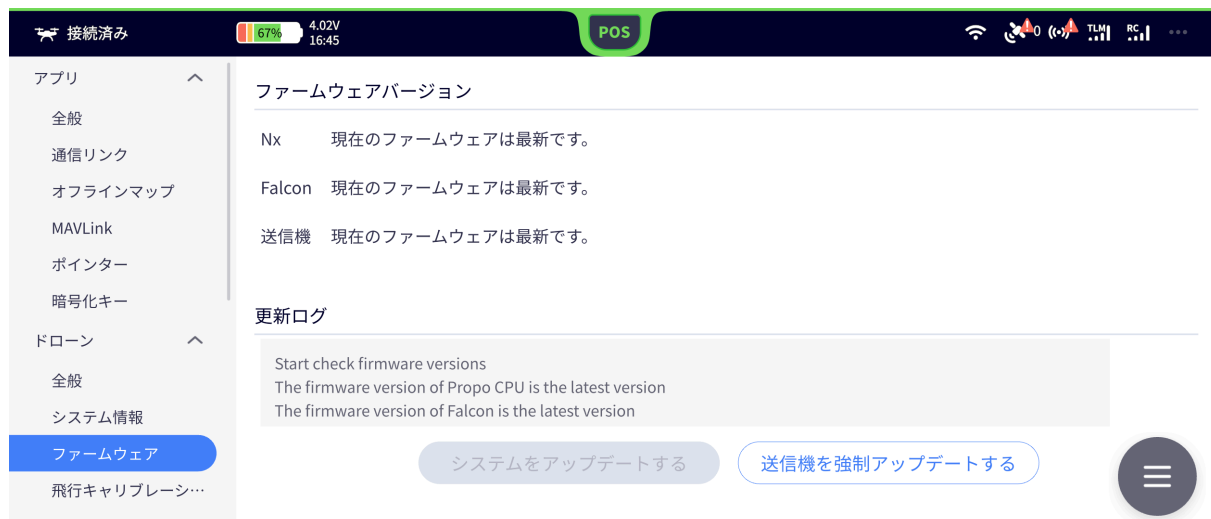 接続済み
67%
4.02V
16:45
POS
0
TLM
RC
アプリ
全般
通信リンク
オフラインマップ
MAVLink
ポインター
暗号化キー
ドローン
全般
システム情報
ファームウェア
飛行キャリブレーシ…
ファームウェアバージョン
Nx 現在のファームウェアは最新です。
Falcon 現在のファームウェアは最新です。
送信機 現在のファームウェアは最新です。
更新ログ
Start check firmware versions
The firmware version of Propo CPU is the latest version
The firmware version of Falcon is the latest version
システムをアップデートする
送信機を強制アップデートする